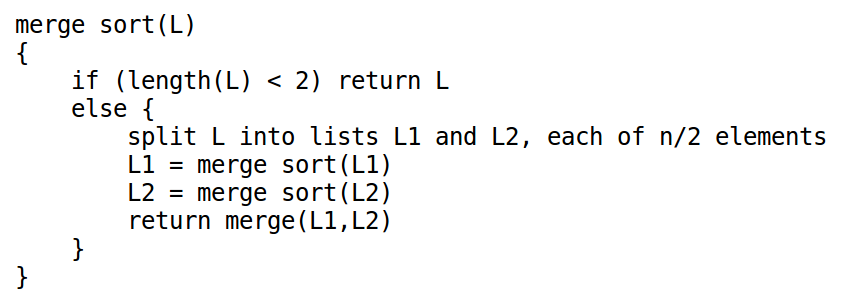 merge sort(L)
{
    if (length(L) < 2) return L
    else {
        split L into lists L1 and L2, each of n/2 elements
        L1 = merge sort(L1)
        L2 = merge sort(L2)
        return merge(L1,L2)
    }
}